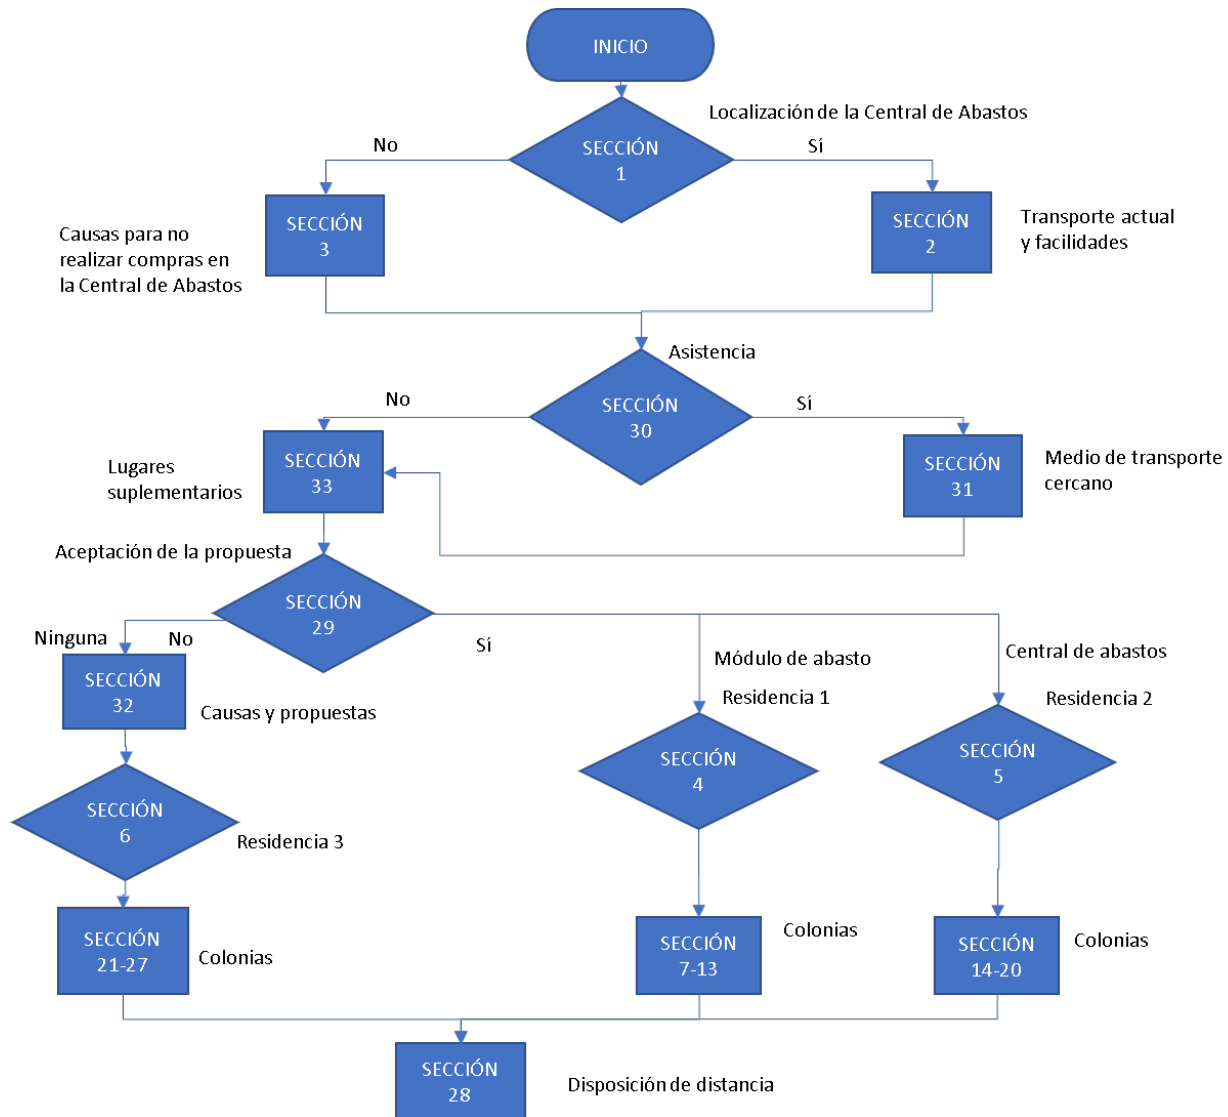 INICIO
Localización de la Central de Abastos
No
SECCIÓN
1
Sí
SECCIÓN
3
SECCIÓN
2
Causas para no
realizar compras en
la Central de Abastos
Transporte actual
y facilidades
Asistencia
No
SECCIÓN
30
Sí
Lugares
suplementarios
SECCIÓN
33
SECCIÓN
31
Medio de transporte
cercano
Aceptación de la propuesta
SECCIÓN
29
Ninguna
No
Sí
Módulo de abasto
Central de abastos
SECCIÓN
32
Causas y propuestas
Residencia 1
Residencia 2
SECCIÓN
6
Residencia 3
SECCIÓN
4
SECCIÓN
5
SECCIÓN
21-27
Colonias
SECCIÓN
7-13
Colonias
SECCIÓN
14-20
Colonias
SECCIÓN
28
Disposición de distancia